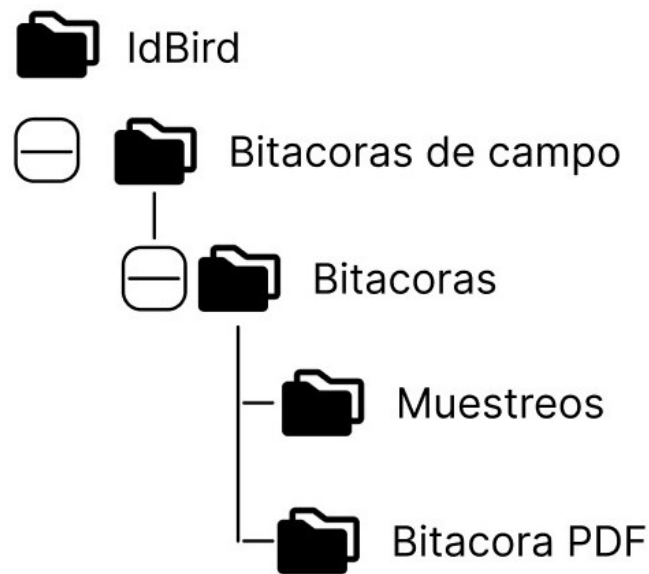 IdBird
Bitacoras de campo
Bitacoras
Muestreos
Bitacora PDF